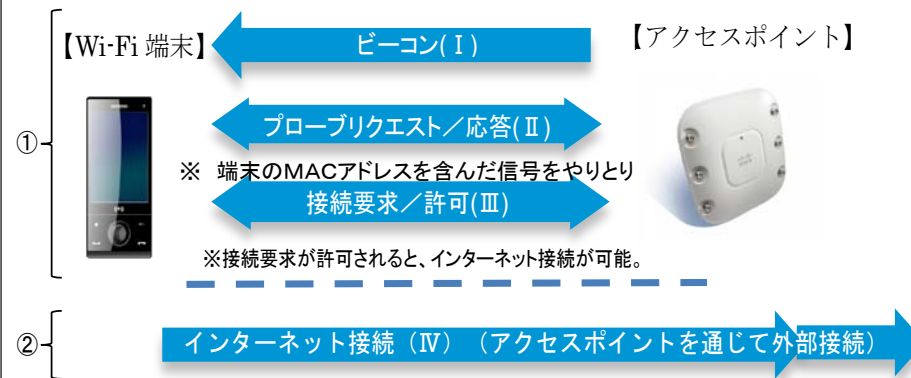 【Wi-Fi 端末】
ビーコン(Ⅰ)
【アクセスポイント】
①
プローブリクエスト／応答(Ⅱ)
※ 端末のMACアドレスを含んだ信号をやりとり
接続要求／許可(Ⅲ)
※接続要求が許可されると、インターネット接続が可能。
②
インターネット接続（Ⅳ）（アクセスポイントを通じて外部接続）